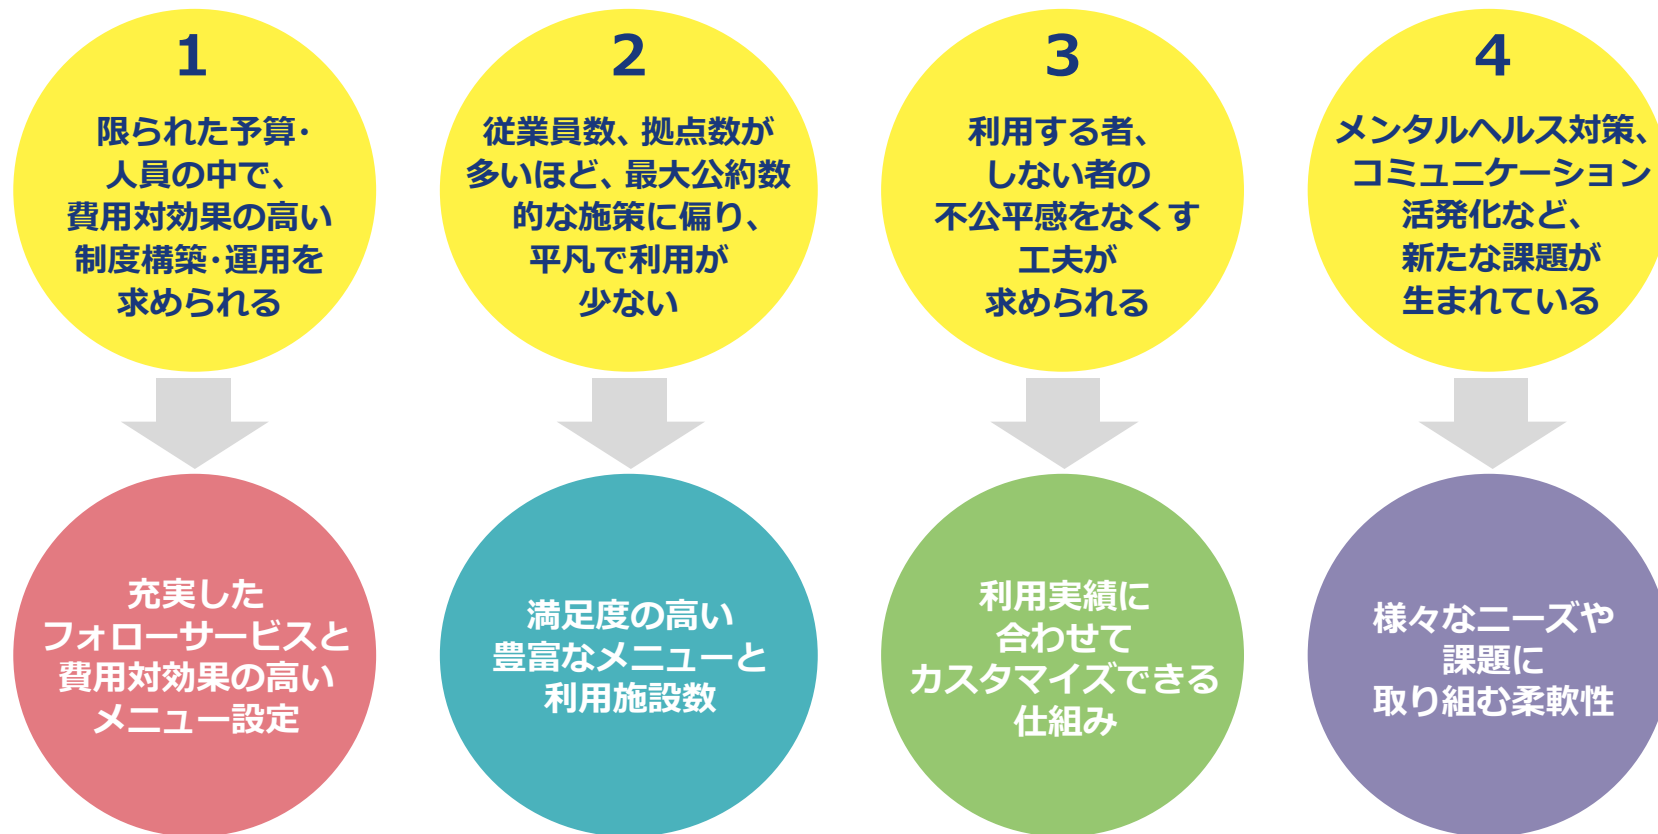 1
限られた予算・
人員の中で、
費用対効果の高い
制度構築・運用を
求められる
2
従業員数、拠点数が
多いほど、最大公約数
的な施策に偏り、
平凡で利用が
少ない
3
利用する者、
しない者の
不公平感をなくす
工夫が
求められる
4
メンタルヘルス対策、
コミュニケーション
活発化など、
新たな課題が
生まれている
充実した
フォローサービスと
費用対効果の高い
メニュー設定
満足度の高い
豊富なメニューと
利用施設数
利用実績に
合わせて
カスタマイズできる
仕組み
様々なニーズや
課題に
取り組む柔軟性